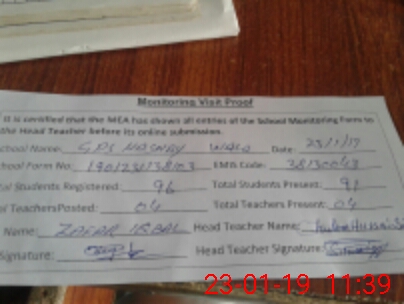 Monitoring Visit Proof
It is certified that the MEA has shown all entries of the School Monitoring Form to
the Head Teacher before its online submission.
School Name: GPS Date: 23/1/19
School Form No: EMIS Code: 38130043
Students Registered: 96 Total Students Present: 91
Teachers Posted: 04 Total Teachers Present: 04
Name: ZAFAR IQBAL Head Teacher Name:
Signature: Head Teacher Signature:
23-01-19 11:39